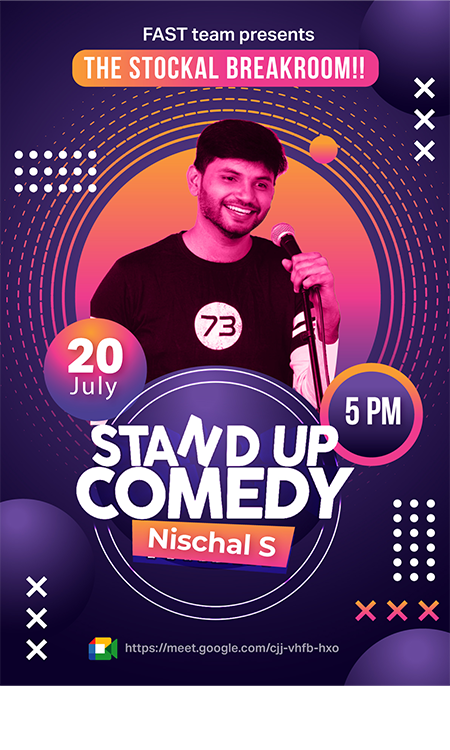 FAST team presents
THE STOCKAL BREAKROOM!!
73
20
July
5 PM
STAND UP
COMEDY
Nischal S
https://meet.google.com/cjj-vhfb-hxo